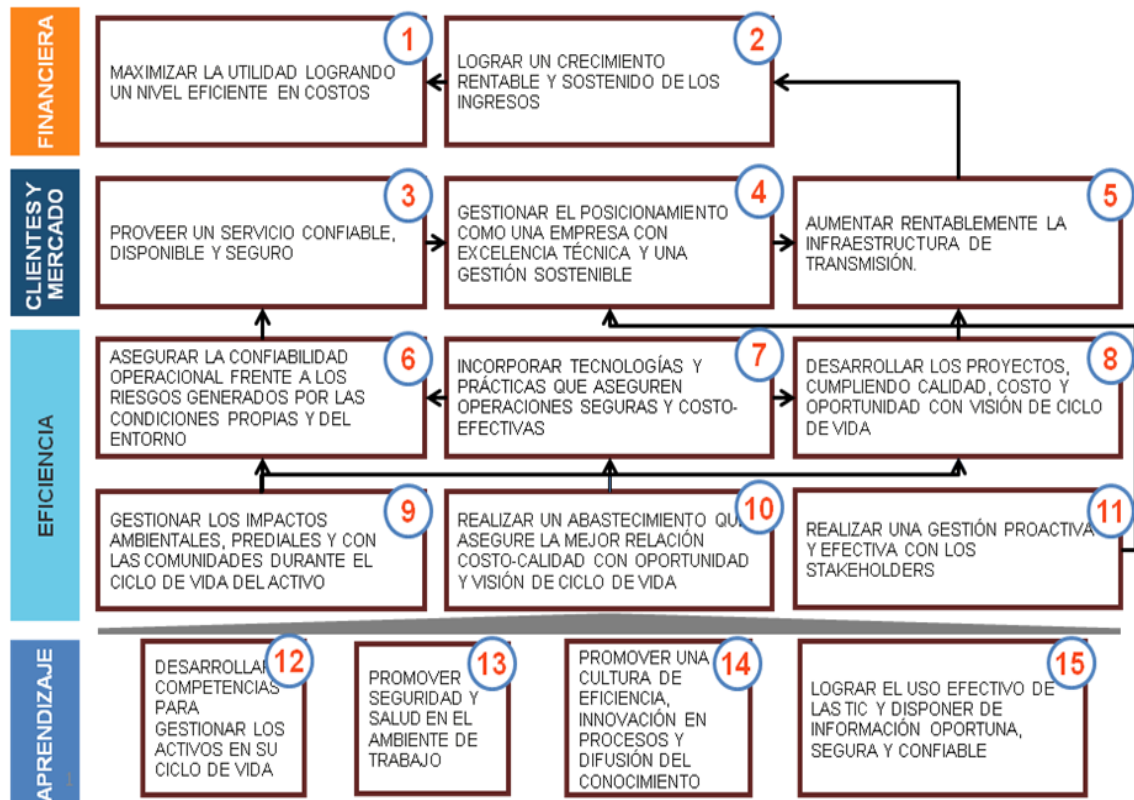 FINANCIERA
1
MAXIMIZAR LA UTILIDAD LOGRANDO
UN NIVEL EFICIENTE EN COSTOS
2
LOGRAR UN CRECIMIENTO
RENTABLE Y SOSTENIDO DE LOS
INGRESOS
CLIENTES Y
MERCADO
3
PROVEER UN SERVICIO CONFIABLE,
DISPONIBLE Y SEGURO
4
GESTIONAR EL POSICIONAMIENTO
COMO UNA EMPRESA CON
EXCELENCIA TÉCNICA Y UNA
GESTIÓN SOSTENIBLE
5
AUMENTAR RENTABLEMENTE LA
INFRAESTRUCTURA DE
TRANSMISIÓN.
EFICIENCIA
6
ASEGURAR LA CONFIABILIDAD
OPERACIONAL FRENTE A LOS
RIESGOS GENERADOS POR LAS
CONDICIONES PROPIAS Y DEL
ENTORNO
7
INCORPORAR TECNOLOGÍAS Y
PRÁCTICAS QUE ASEGUREN
OPERACIONES SEGURAS Y COSTO-
EFECTIVAS
8
DESARROLLAR LOS PROYECTOS,
CUMPLIENDO CALIDAD, COSTO Y
OPORTUNIDAD CON VISIÓN DE CICLO
DE VIDA
9
GESTIONAR LOS IMPACTOS
AMBIENTALES, PREDIALES Y CON
LAS COMUNIDADES DURANTE EL
CICLO DE VIDA DEL ACTIVO
10
REALIZAR UN ABASTECIMIENTO QUE
ASEGURE LA MEJOR RELACIÓN
COSTO-CALIDAD CON OPORTUNIDAD
Y VISIÓN DE CICLO DE VIDA
11
REALIZAR UNA GESTIÓN PROACTIVA
Y EFECTIVA CON LOS
STAKEHOLDERS
APRENDIZAJE
1
12
DESARROLLAR
COMPETENCIAS
PARA
GESTIONAR LOS
ACTIVOS EN SU
CICLO DE VIDA
13
PROMOVER
SEGURIDAD Y
SALUD EN EL
AMBIENTE DE
TRABAJO
14
PROMOVER UNA
CULTURA DE
EFICIENCIA,
INNOVACIÓN EN
PROCESOS Y
DIFUSIÓN DEL
CONOCIMIENTO
15
LOGRAR EL USO EFECTIVO DE
LAS TIC Y DISPONER DE
INFORMACIÓN OPORTUNA,
SEGURA Y CONFIABLE